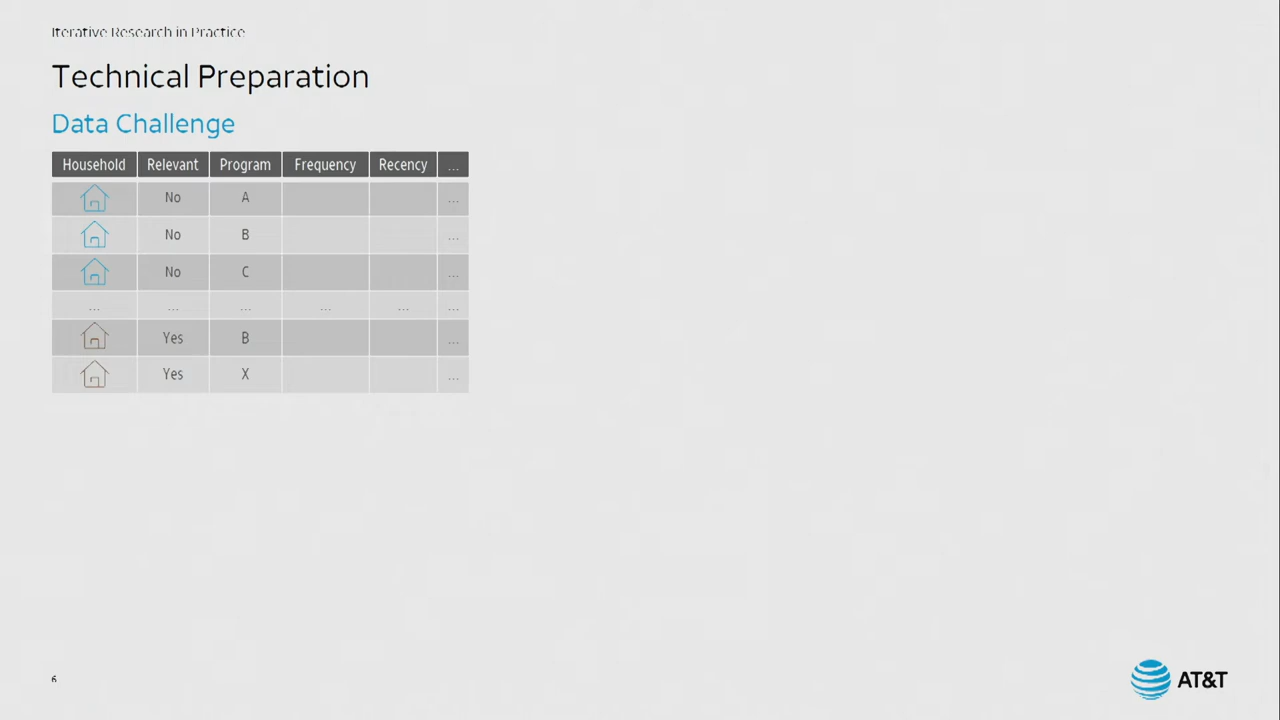 Iterative Research in Practice
Technical Preparation
Data Challenge
Household Relevant Program Frequency Recency ...
No A ...
No B ...
No C ...
... ... ... ... ... ...
Yes B ...
Yes X ...
6
AT&T